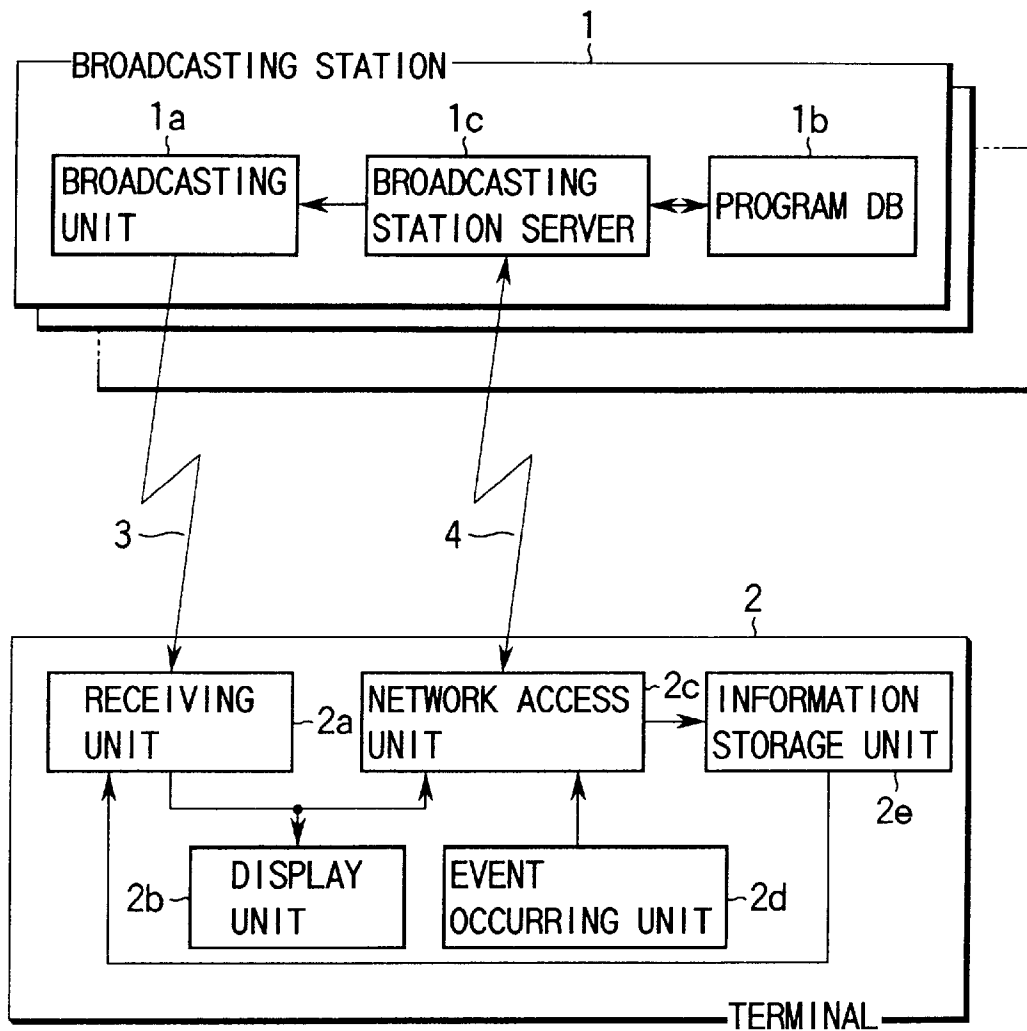 1
BROADCASTING STATION
1a
1c
1b
BROADCASTING
UNIT
BROADCASTING
STATION SERVER
PROGRAM DB
3
4
2
RECEIVING
UNIT
2a
NETWORK ACCESS
UNIT
2c
INFORMATION
STORAGE UNIT
2e
DISPLAY
UNIT
2b
EVENT
OCCURRING UNIT
2d
TERMINAL